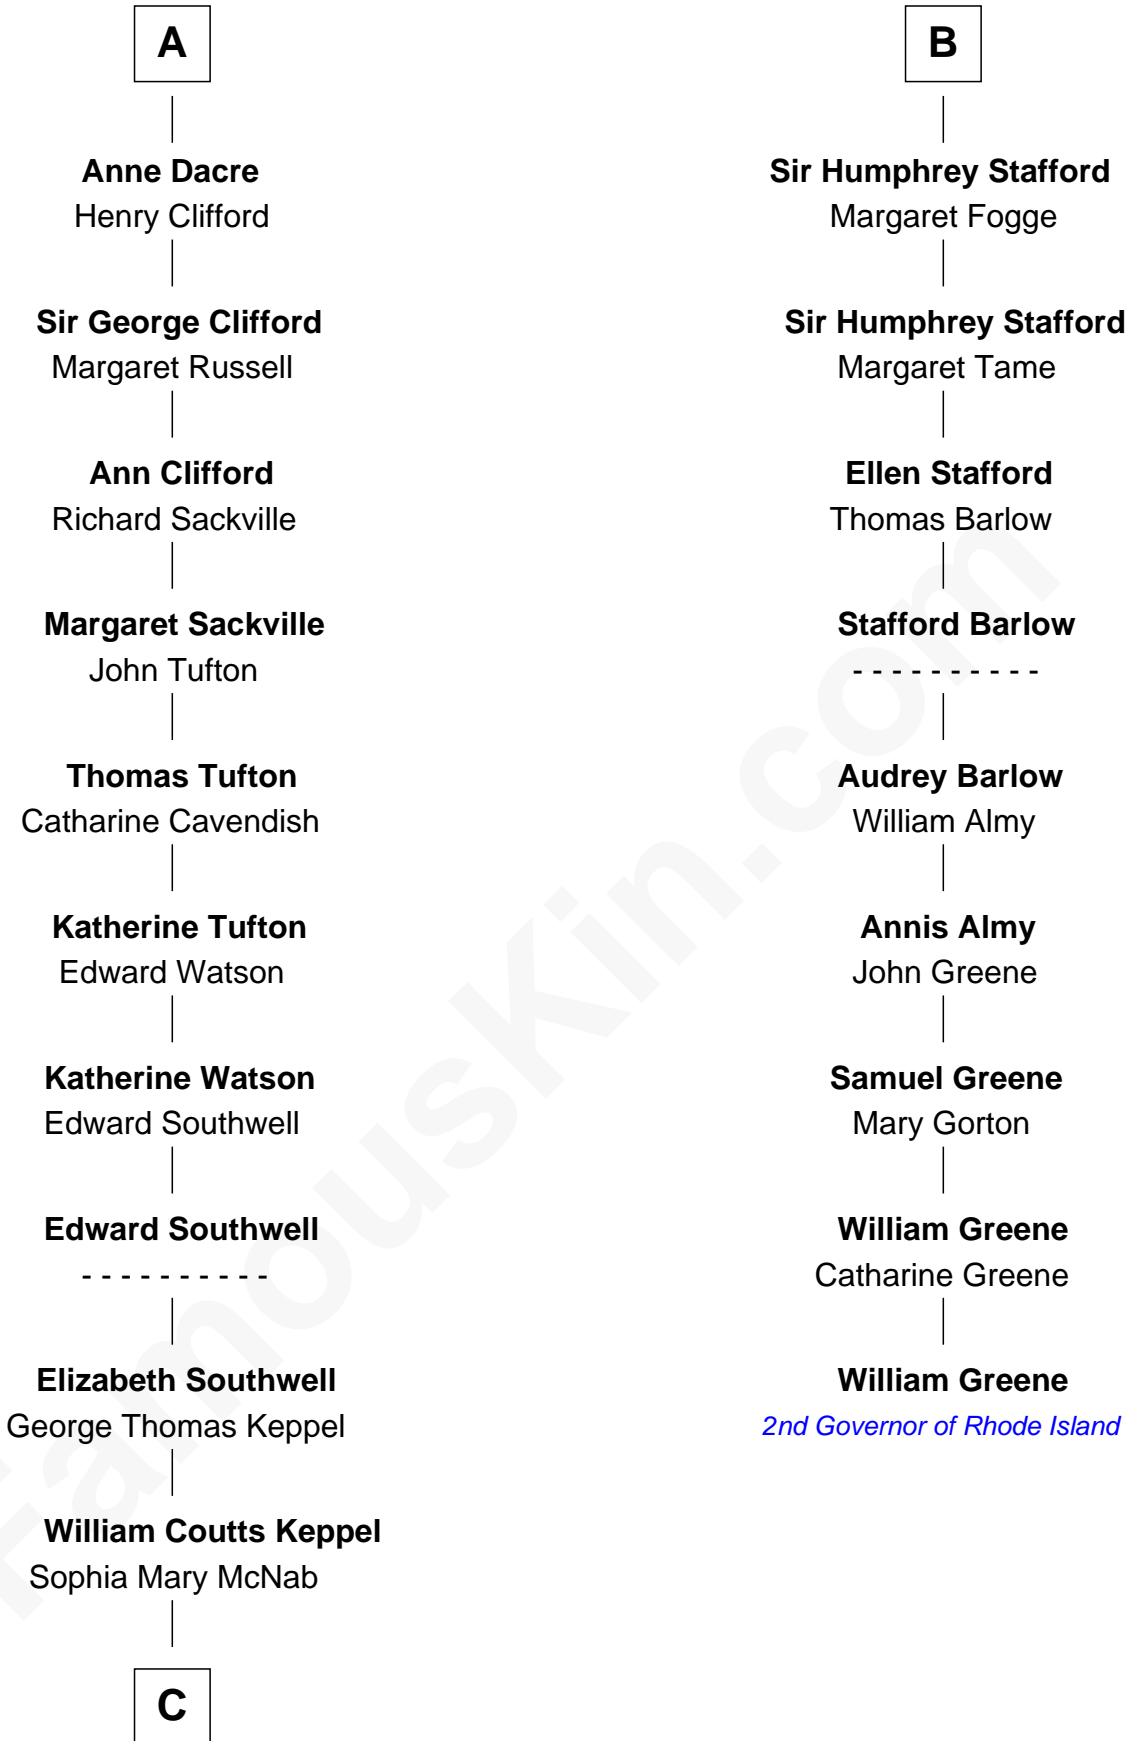 A
Anne Dacre
Henry Clifford
Sir George Clifford
Margaret Russell
Ann Clifford
Richard Sackville
Margaret Sackville
John Tufton
Thomas Tufton
Catharine Cavendish
Katherine Tufton
Edward Watson
Katherine Watson
Edward Southwell
Edward Southwell
- - - - - - - - - -
Elizabeth Southwell
George Thomas Keppel
William Coutts Keppel
Sophia Mary McNab
C
B
Sir Humphrey Stafford
Margaret Fogge
Sir Humphrey Stafford
Margaret Tame
Ellen Stafford
Thomas Barlow
Stafford Barlow
- - - - - - - - - -
Audrey Barlow
William Almy
Annis Almy
John Greene
Samuel Greene
Mary Gorton
William Greene
Catharine Greene
William Greene
2nd Governor of Rhode Island
FamousKin.com